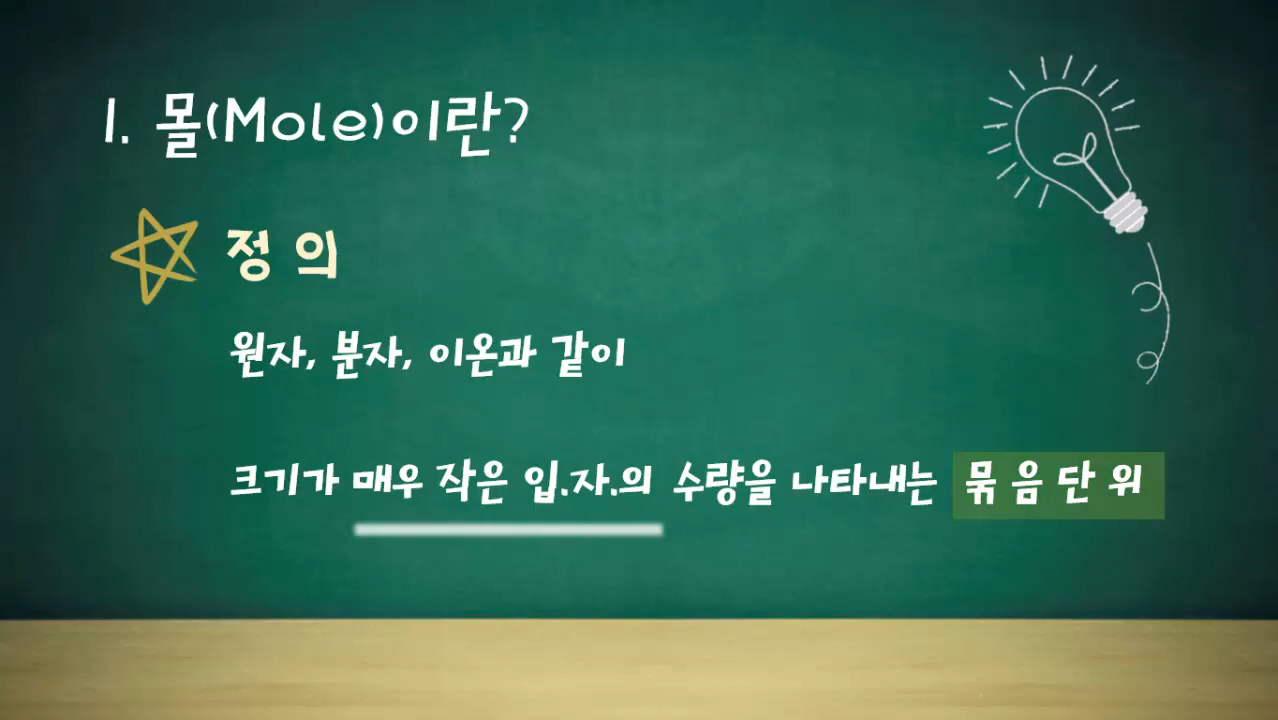 1. 몰(Mole)이란?
정 의
원자, 분자, 이온과 같이
크기가 매우 작은 입.자.의 수량을 나타내는 묶 음 단 위